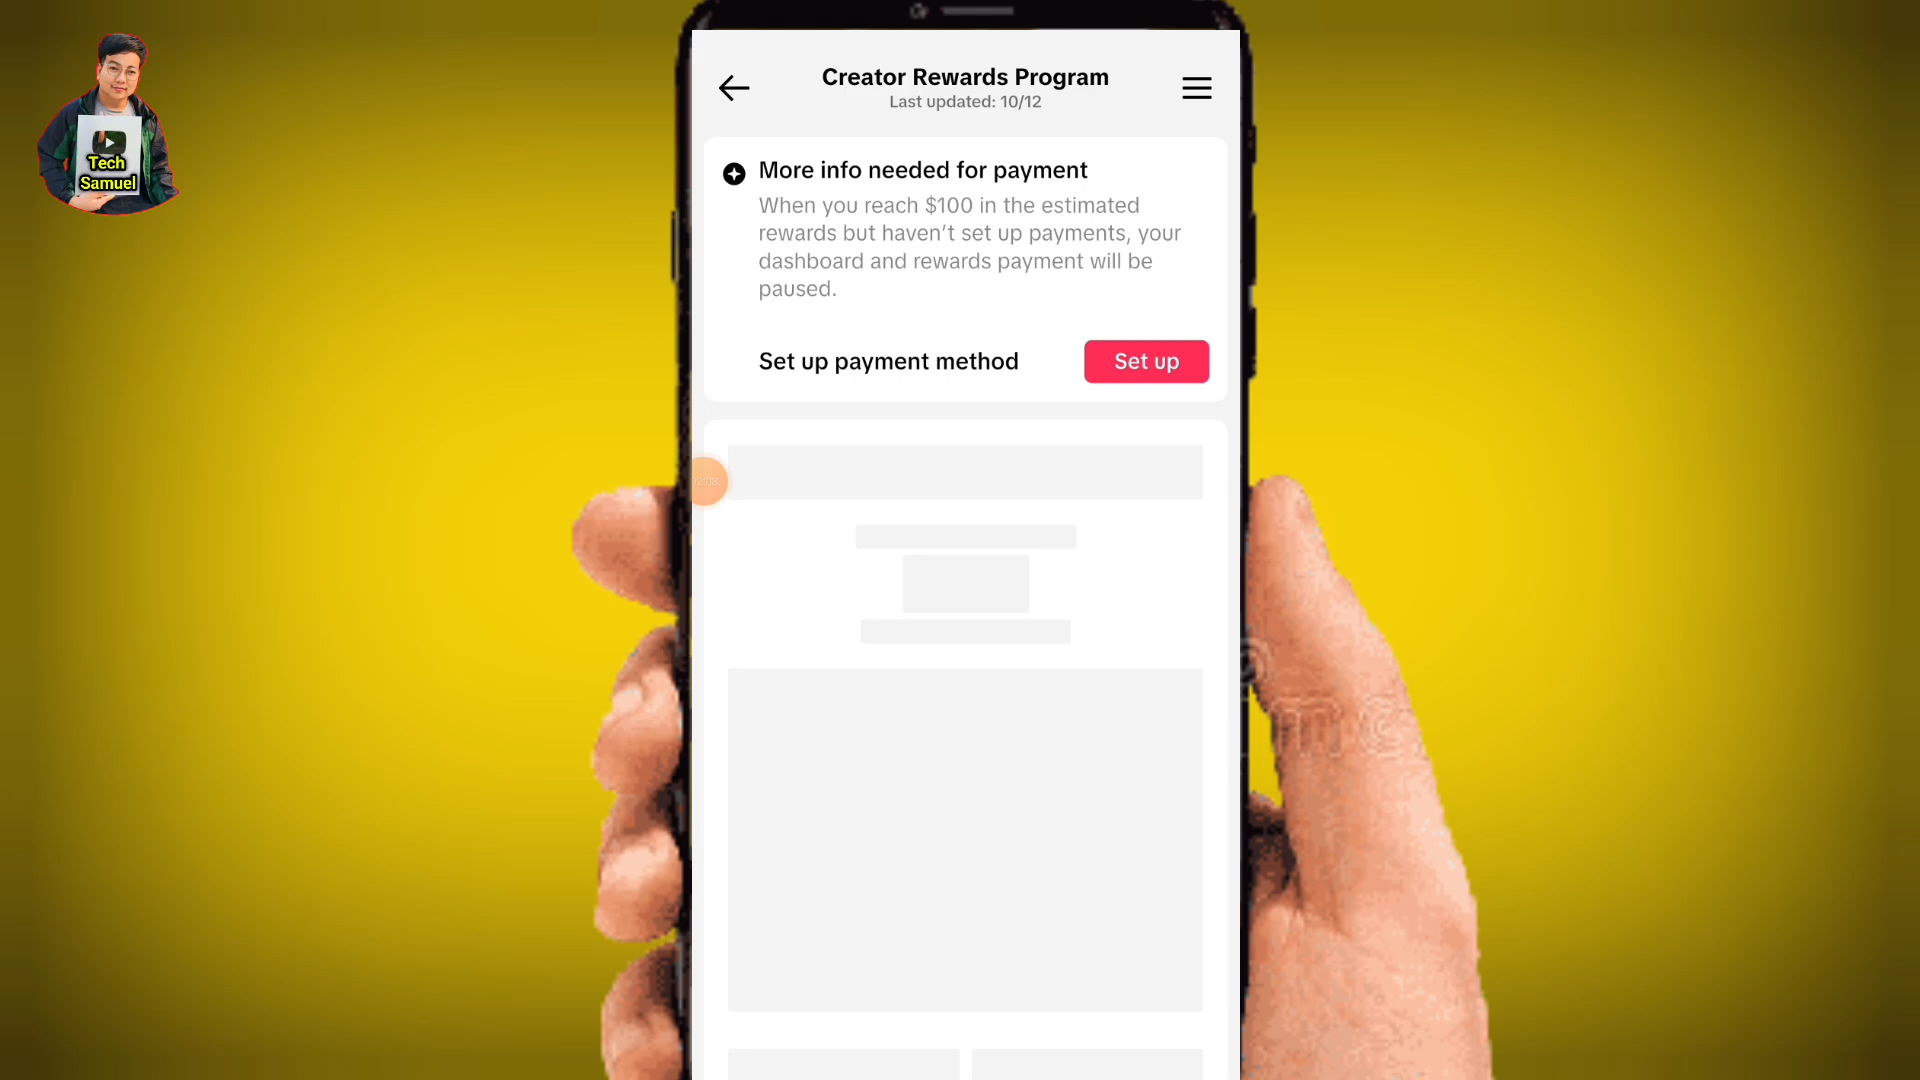 Tech
Samuel
Creator Rewards Program
Last updated: 10/12
More info needed for payment
When you reach $100 in the estimated
rewards but haven’t set up payments, your
dashboard and rewards payment will be
paused.
Set up payment method
Set up